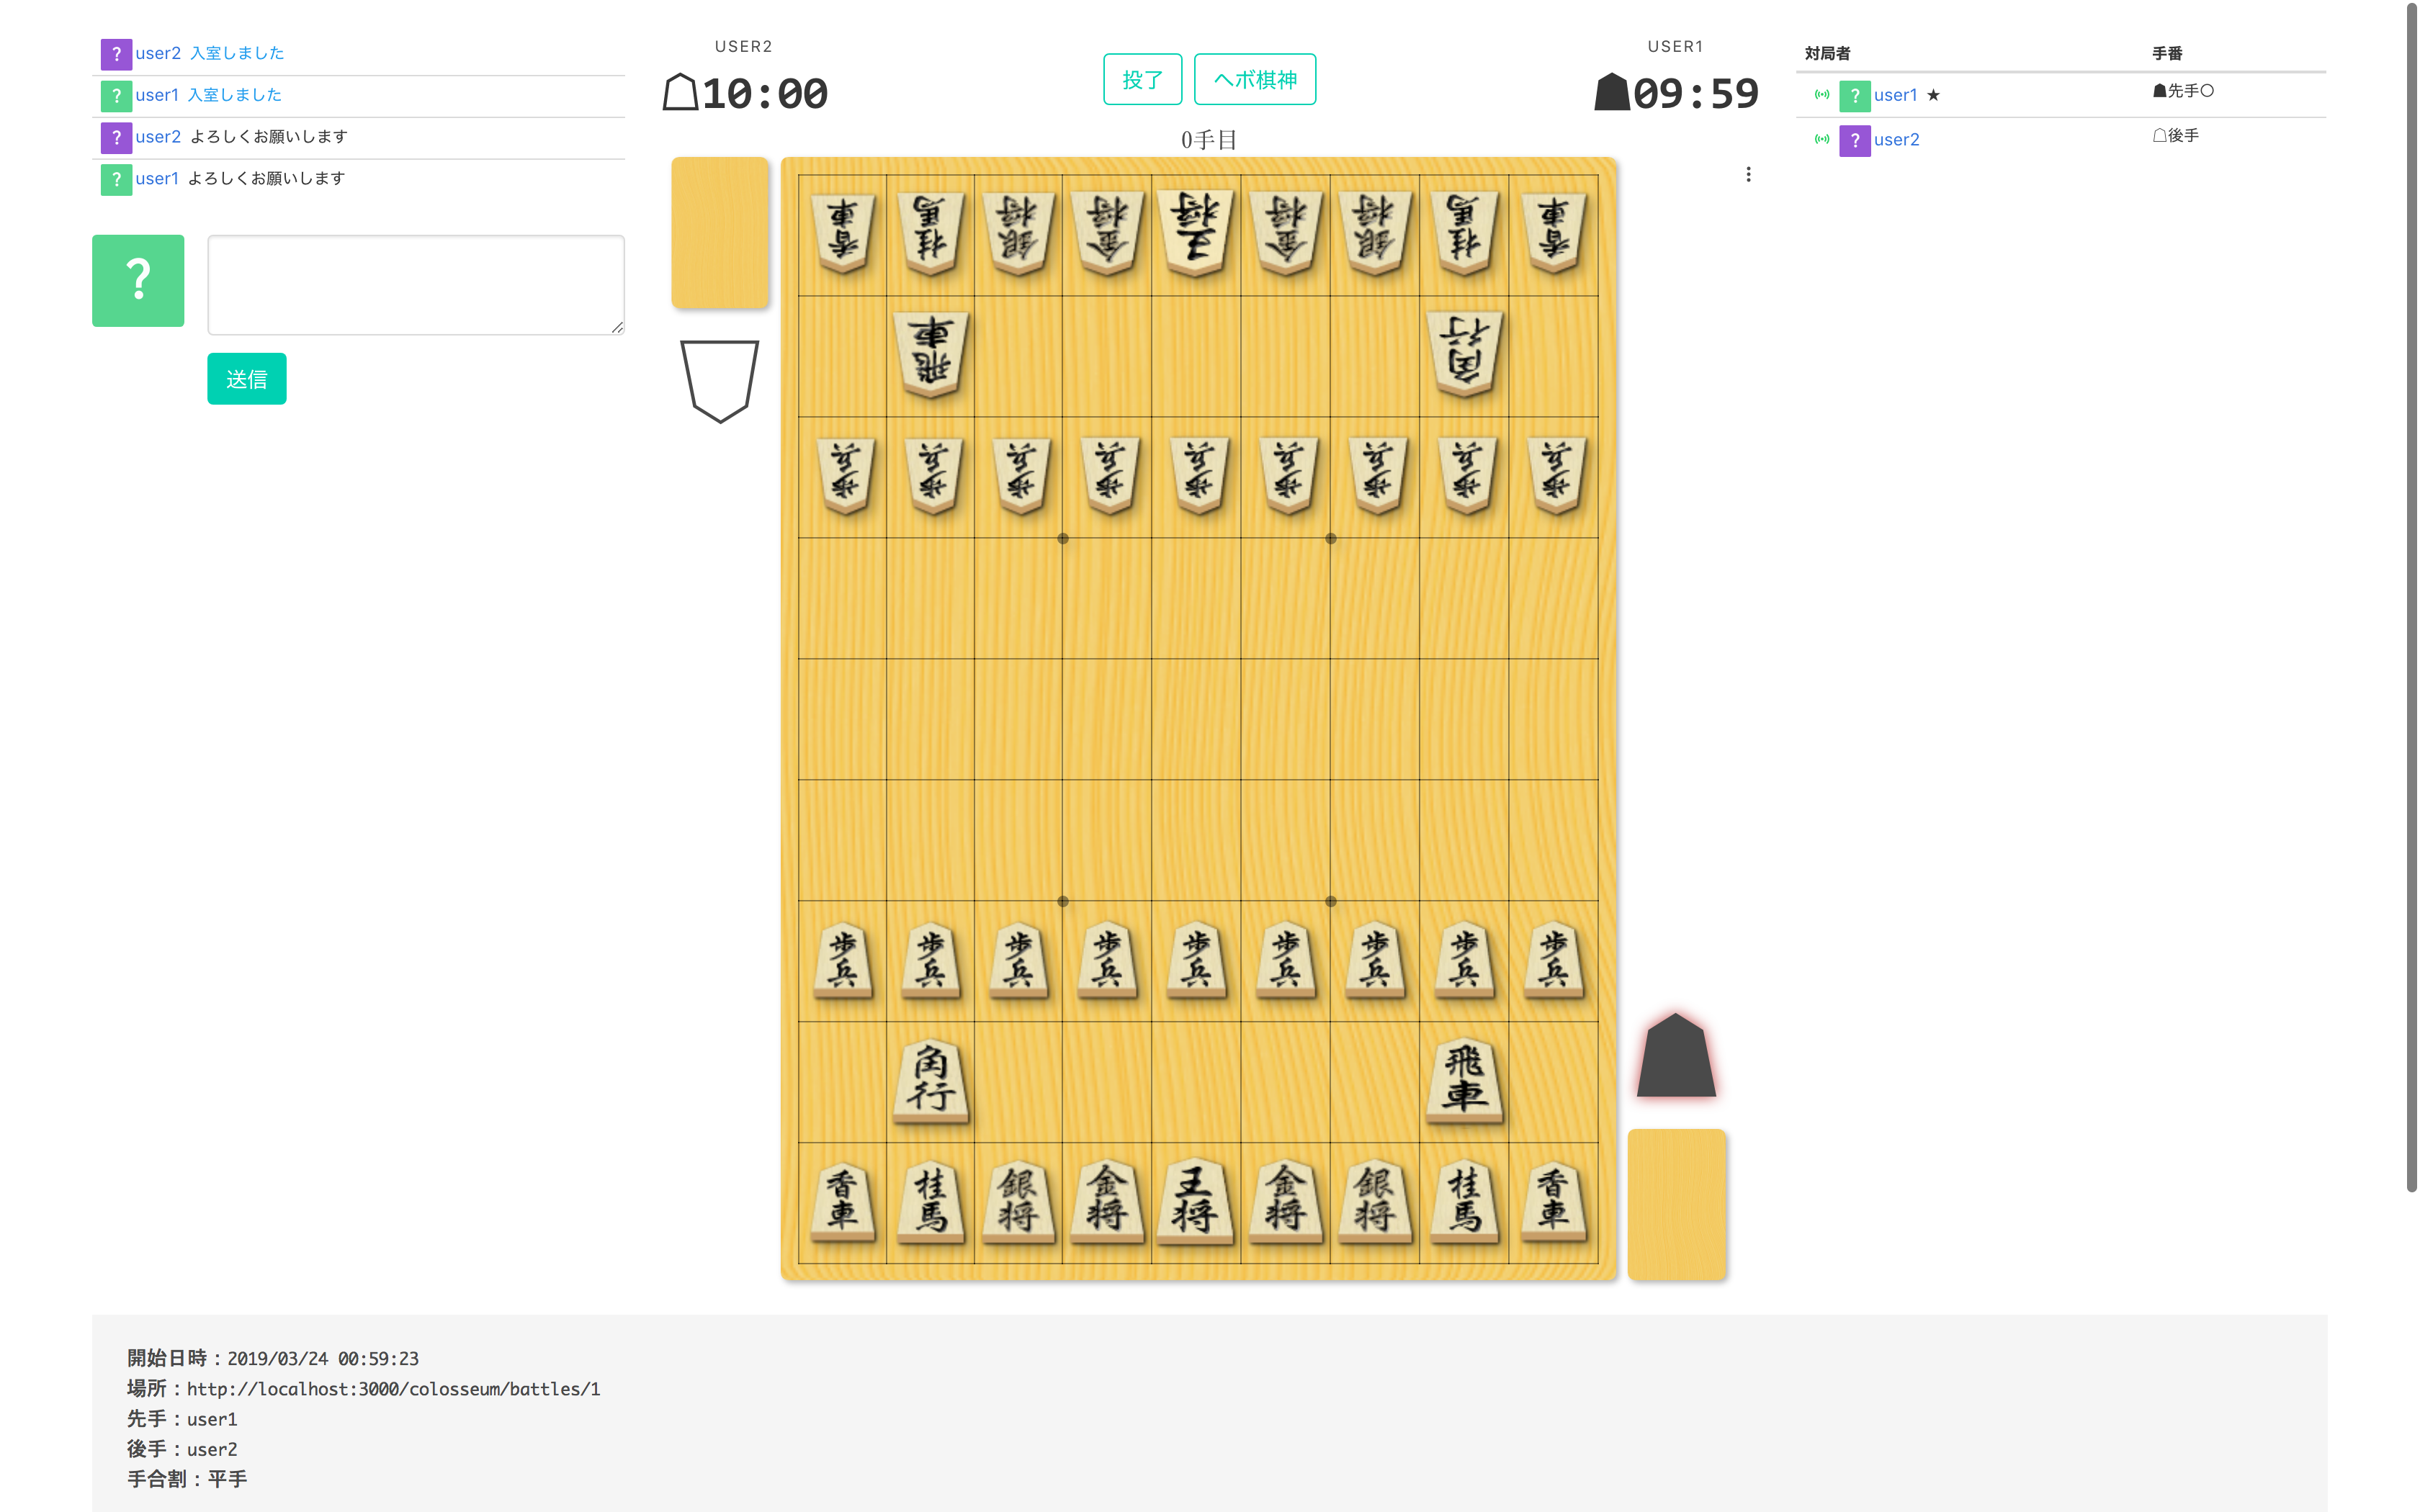 ? user2 入室しました
? user1 入室しました
? user2 よろしくお願いします
? user1 よろしくお願いします
?
送信
USER2
10:00
投了 ヘボ棋神
USER1
09:59
0手目
対局者 手番
? user1 ★ ☗先手〇
? user2 ☖後手
香車 桂馬 銀将 金将 王将 金将 銀将 桂馬 香車
飛車 角行
歩兵 歩兵 歩兵 歩兵 歩兵 歩兵 歩兵 歩兵 歩兵
歩兵 歩兵 歩兵 歩兵 歩兵 歩兵 歩兵 歩兵 歩兵
角行 飛車
香車 桂馬 銀将 金将 王将 金将 銀将 桂馬 香車
開始日時：2019/03/24 00:59:23
場所：http://localhost:3000/colosseum/battles/1
先手：user1
後手：user2
手合割：平手